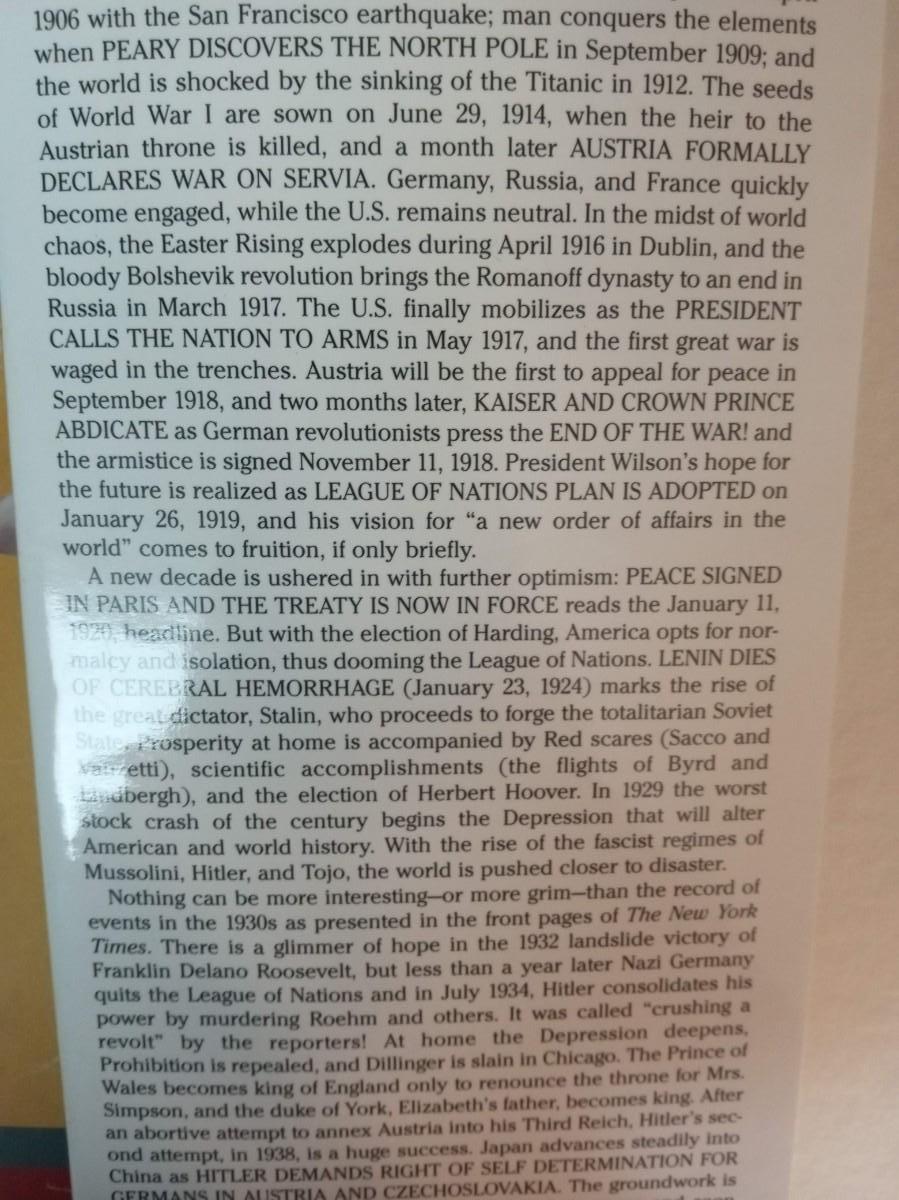 1906 with the San Francisco earthquake; man conquers the elements
when PEARY DISCOVERS THE NORTH POLE in September 1909; and
the world is shocked by the sinking of the Titanic in 1912. The seeds
of World War I are sown on June 29, 1914, when the heir to the
Austrian throne is killed, and a month later AUSTRIA FORMALLY
DECLARES WAR ON SERVIA. Germany, Russia, and France quickly
become engaged, while the U.S. remains neutral. In the midst of world
chaos, the Easter Rising explodes during April 1916 in Dublin, and the
bloody Bolshevik revolution brings the Romanoff dynasty to an end in
Russia in March 1917. The U.S. finally mobilizes as the PRESIDENT
CALLS THE NATION TO ARMS in May 1917, and the first great war is
waged in the trenches. Austria will be the first to appeal for peace in
September 1918, and two months later, KAISER AND CROWN PRINCE
ABDICATE as German revolutionists press the END OF THE WAR! and
the armistice is signed November 11, 1918. President Wilson's hope for
the future is realized as LEAGUE OF NATIONS PLAN IS ADOPTED on
January 26, 1919, and his vision for “a new order of affairs in the
world” comes to fruition, if only briefly.
A new decade is ushered in with further optimism: PEACE SIGNED
IN PARIS AND THE TREATY IS NOW IN FORCE reads the January 11,
1920, headline. But with the election of Harding, America opts for nor-
malcy and isolation, thus dooming the League of Nations. LENIN DIES
OF CEREBRAL HEMORRHAGE (January 23, 1924) marks the rise of
the great dictator, Stalin, who proceeds to forge the totalitarian Soviet
State. Prosperity at home is accompanied by Red scares (Sacco and
Vanzetti), scientific accomplishments (the flights of Byrd and
Lindbergh), and the election of Herbert Hoover. In 1929 the worst
stock crash of the century begins the Depression that will alter
American and world history. With the rise of the fascist regimes of
Mussolini, Hitler, and Tojo, the world is pushed closer to disaster.
Nothing can be more interesting—or more grim—than the record of
events in the 1930s as presented in the front pages of The New York
Times. There is a glimmer of hope in the 1932 landslide victory of
Franklin Delano Roosevelt, but less than a year later Nazi Germany
quits the League of Nations and in July 1934, Hitler consolidates his
power by murdering Roehm and others. It was called “crushing a
revolt” by the reporters! At home the Depression deepens,
Prohibition is repealed, and Dillinger is slain in Chicago. The Prince of
Wales becomes king of England only to renounce the throne for Mrs.
Simpson, and the duke of York, Elizabeth's father, becomes king. After
an abortive attempt to annex Austria into his Third Reich, Hitler's sec-
ond attempt, in 1938, is a huge success. Japan advances steadily into
China as HITLER DEMANDS RIGHT OF SELF DETERMINATION FOR
GERMANS IN AUSTRIA AND CZECHOSLOVAKIA. The groundwork is